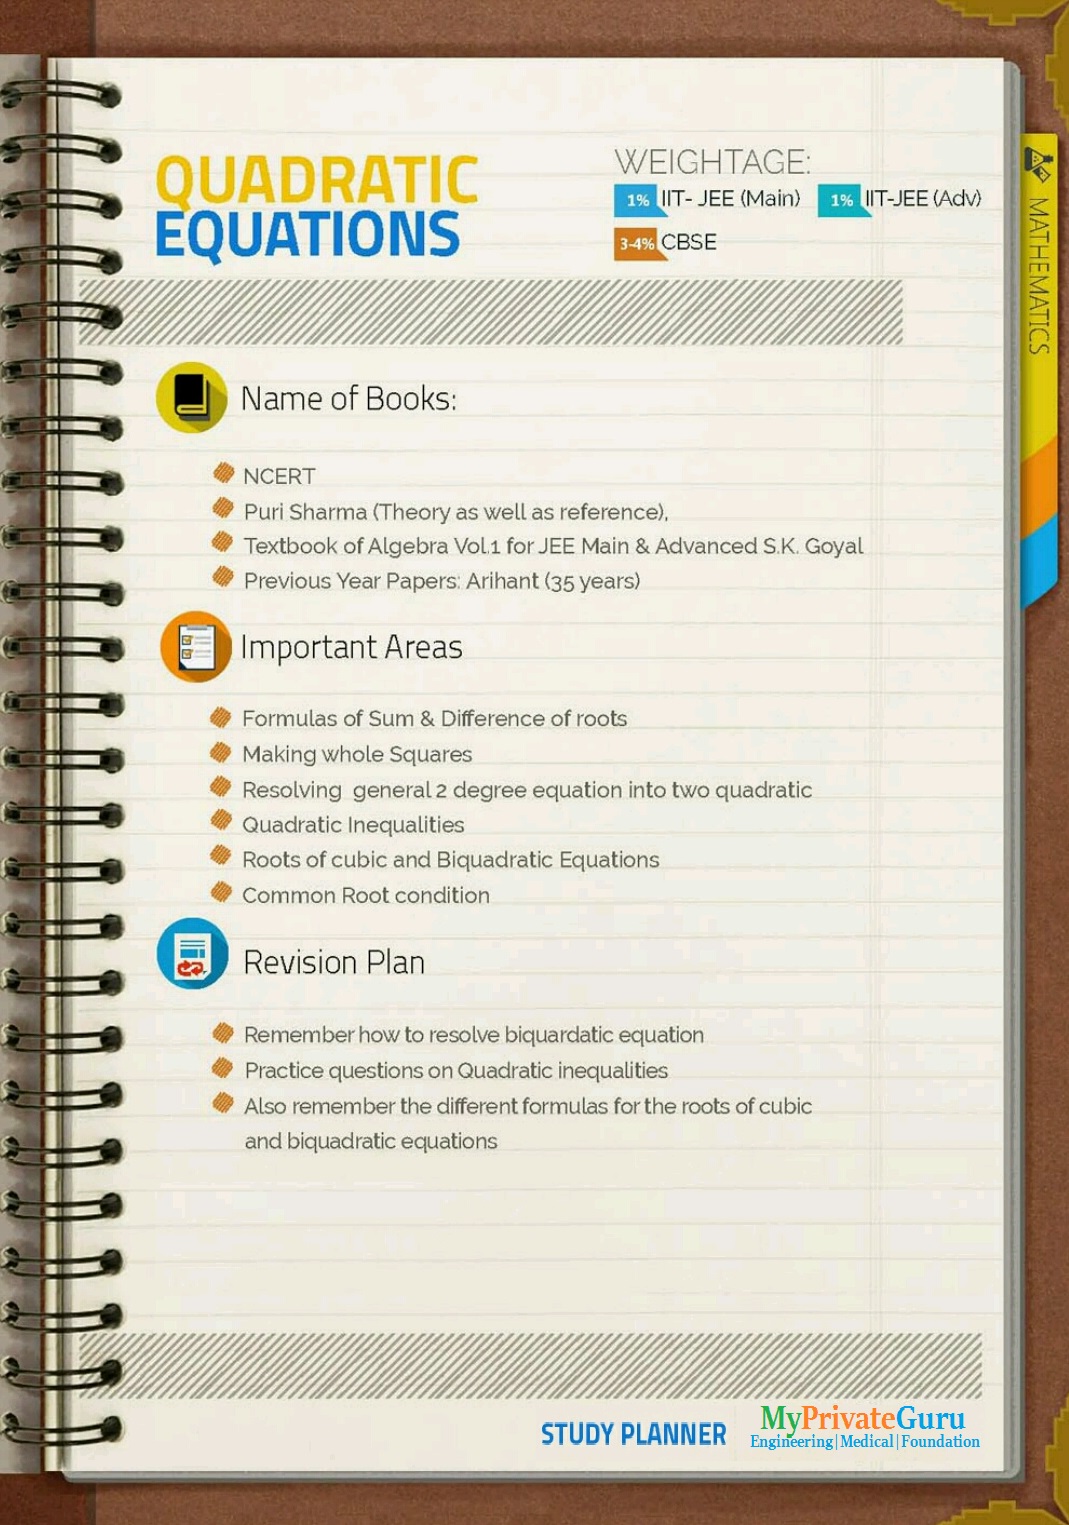 QUADRATIC
EQUATIONS
WEIGHTAGE:
1% IIT- JEE (Main) 1% IIT-JEE (Adv)
3-4% CBSE
MATHEMATICS
Name of Books:
NCERT
Puri Sharma (Theory as well as reference),
Textbook of Algebra Vol.1 for JEE Main & Advanced S.K. Goyal
Previous Year Papers: Arihant (35 years)
Important Areas
Formulas of Sum & Difference of roots
Making whole Squares
Resolving general 2 degree equation into two quadratic
Quadratic Inequalities
Roots of cubic and Biquadratic Equations
Common Root condition
Revision Plan
Remember how to resolve biquardatic equation
Practice questions on Quadratic inequalities
Also remember the different formulas for the roots of cubic
and biquadratic equations
STUDY PLANNER
MyPrivateGuru
Engineering|Medical|Foundation